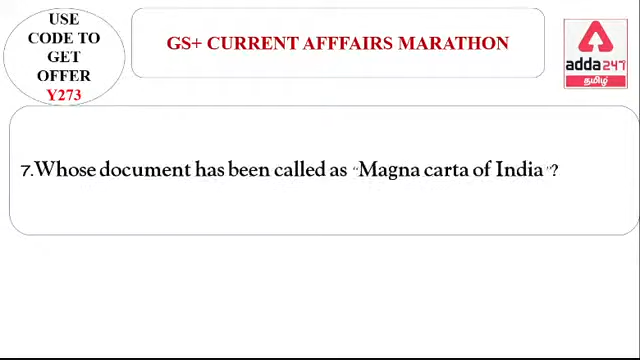 USE
CODE TO
GET
OFFER
Y273
GS+ CURRENT AFFFAIRS MARATHON
adda247
தமிழ்
7.Whose document has been called as “Magna carta of India”?